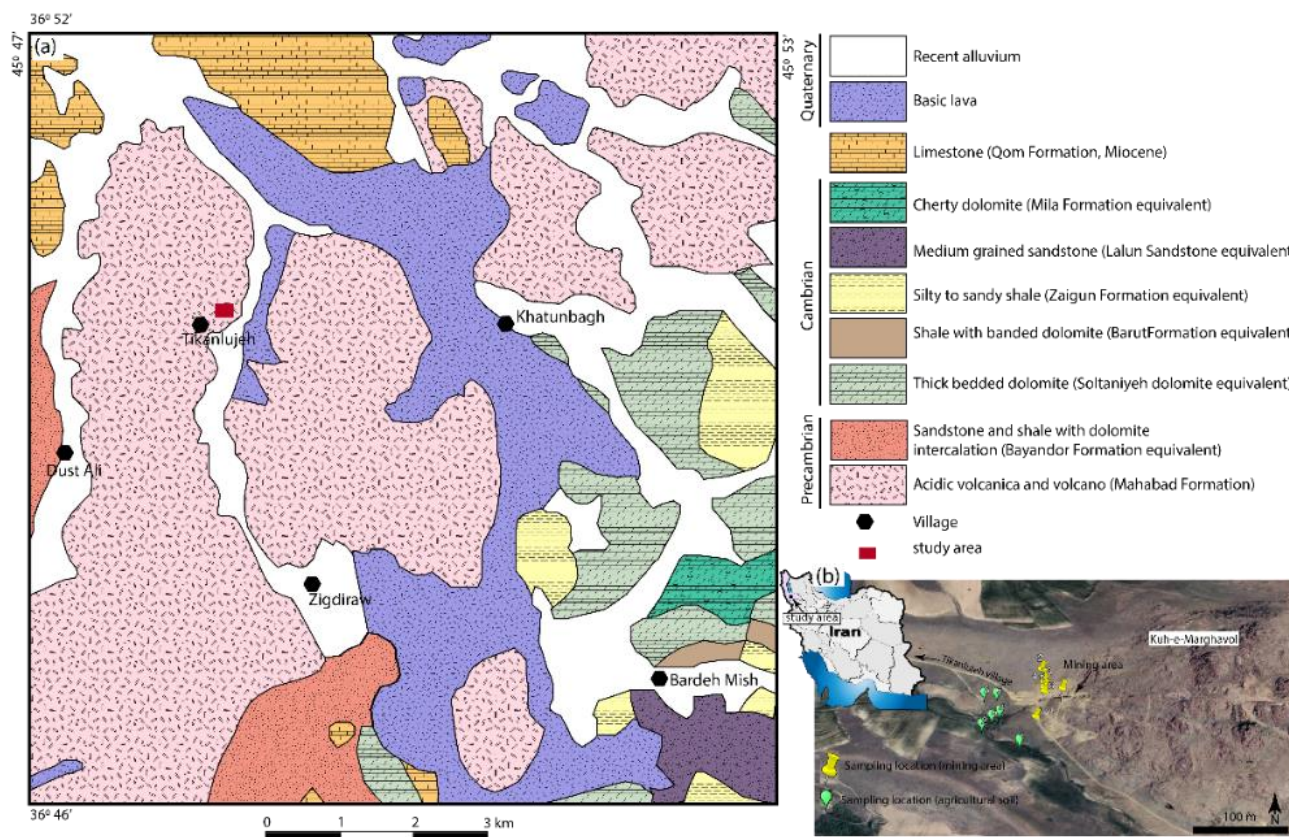 36º 52'
45º 47'
(a)
45º 53'
Tikanlujeh
Khatunbagh
Dust Ali
Zigdiraw
Bardeh Mish
36º 46'
0 1 2 3 km
Quaternary
Recent alluvium
Basic lava
Limestone (Qom Formation, Miocene)
Cambrian
Cherty dolomite (Mila Formation equivalent)
Medium grained sandstone (Lalun Sandstone equivalent
Silty to sandy shale (Zaigun Formation equivalent)
Shale with banded dolomite (BarutFormation equivalent
Thick bedded dolomite (Soltaniyeh dolomite equivalent)
Precambrian
Sandstone and shale with dolomite
intercalation (Bayandor Formation equivalent)
Acidic volcanica and volcano (Mahabad Formation)
Village
study area
(b)
study area
Iran
Kuh-e-Marghavol
Tikanlujeh village
Mining area
Sampling location (mining area)
Sampling location (agricultural soil)
100 m
N